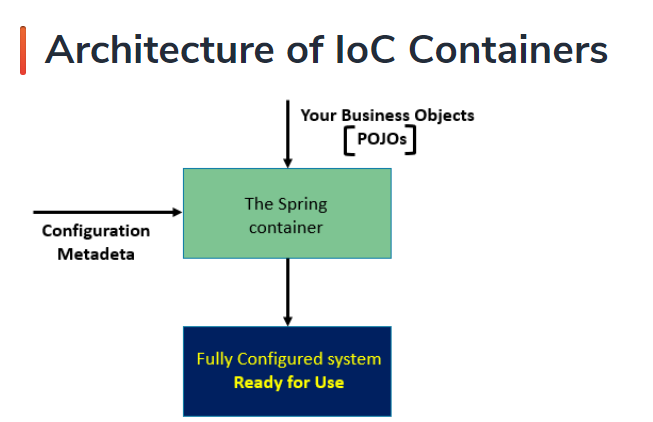 Architecture of IoC Containers
Your Business Objects
[POJOs]
The Spring
container
Configuration
Metadeta
Fully Configured system
Ready for Use